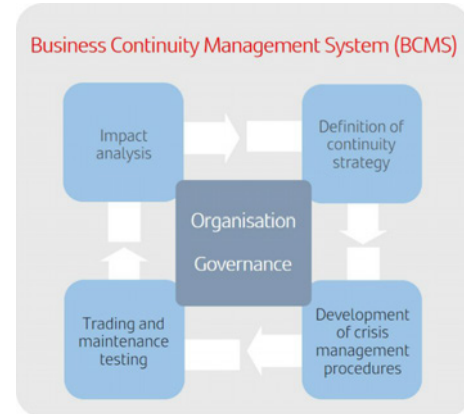 Business Continuity Management System (BCMS)
Impact
analysis
Definition of
continuity
strategy
Organisation
Governance
Trading and
maintenance
testing
Development
of crisis
management
procedures